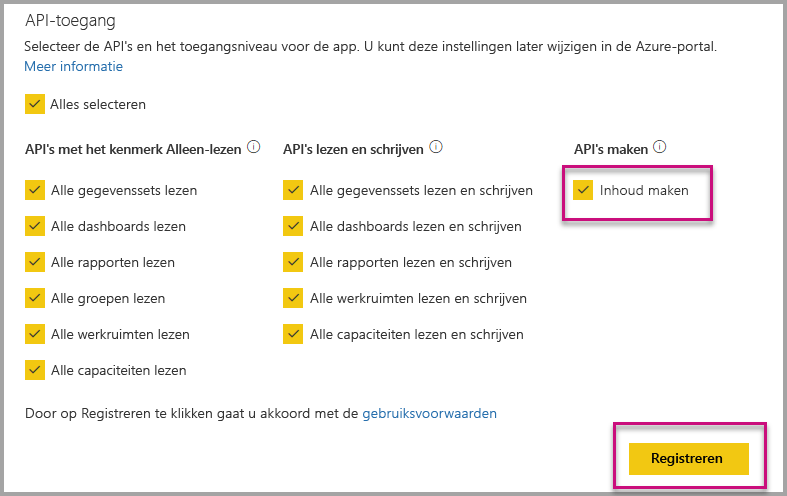 API-toegang
Selecteer de API's en het toegangsniveau voor de app. U kunt deze instellingen later wijzigen in de Azure-portal.
Meer informatie
Alles selecteren
API's met het kenmerk Alleen-lezen
Alle gegevenssets lezen
Alle dashboards lezen
Alle rapporten lezen
Alle groepen lezen
Alle werkruimten lezen
Alle capaciteiten lezen
API's lezen en schrijven
Alle gegevenssets lezen en schrijven
Alle dashboards lezen en schrijven
Alle rapporten lezen en schrijven
Alle werkruimten lezen en schrijven
Alle capaciteiten lezen en schrijven
API's maken
Inhoud maken
Door op Registreren te klikken gaat u akkoord met de gebruiksvoorwaarden
Registreren